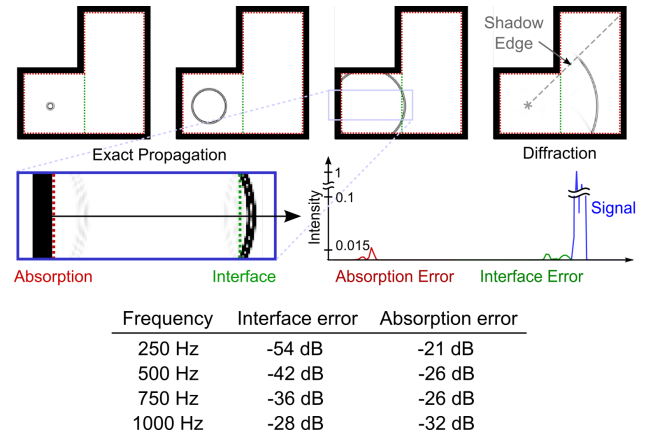 Shadow
Edge
Exact Propagation
Diffraction
Intensity
1
0.1
0.015
Signal
Absorption
Interface
Absorption Error
Interface Error
Frequency Interface error Absorption error
250 Hz -54 dB -21 dB
500 Hz -42 dB -26 dB
750 Hz -36 dB -26 dB
1000 Hz -28 dB -32 dB